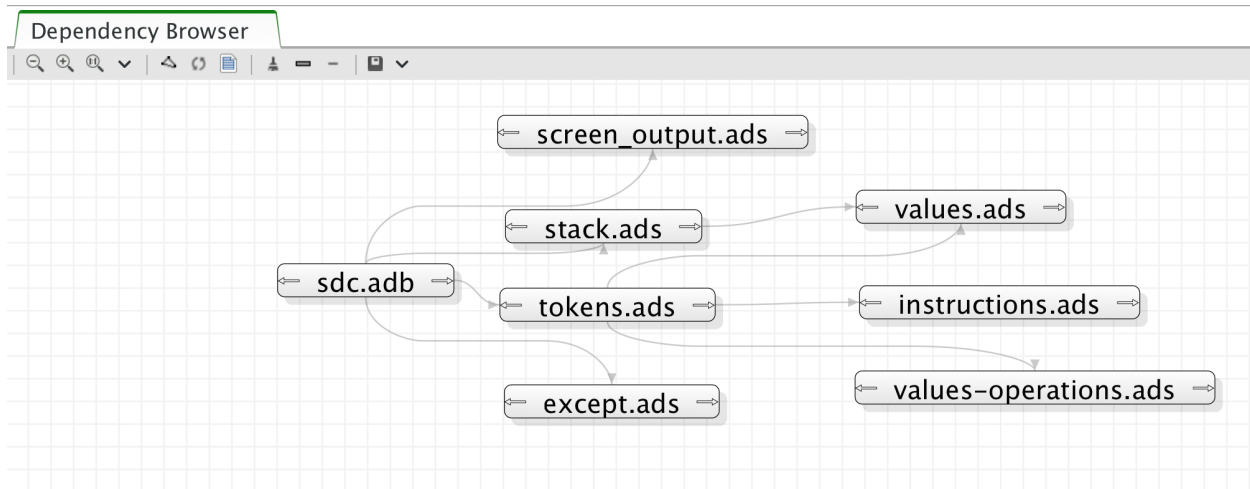 Dependency Browser
screen_output.ads
values.ads
stack.ads
sdc.adb
tokens.ads
instructions.ads
values-operations.ads
except.ads